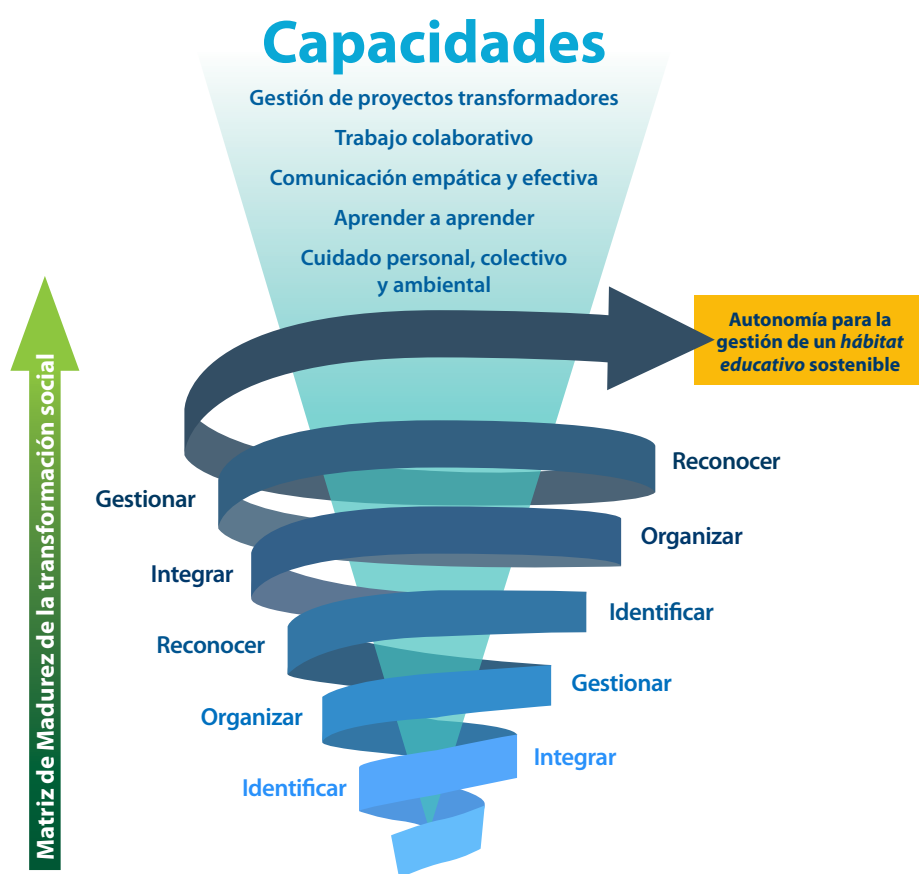 Capacidades
Gestión de proyectos transformadores
Trabajo colaborativo
Comunicación empática y efectiva
Aprender a aprender
Cuidado personal, colectivo
y ambiental
Autonomía para la
gestión de un hábitat
educativo sostenible
Matriz de Madurez de la transformación social
Reconocer
Gestionar
Organizar
Integrar
Identificar
Reconocer
Gestionar
Organizar
Integrar
Identificar